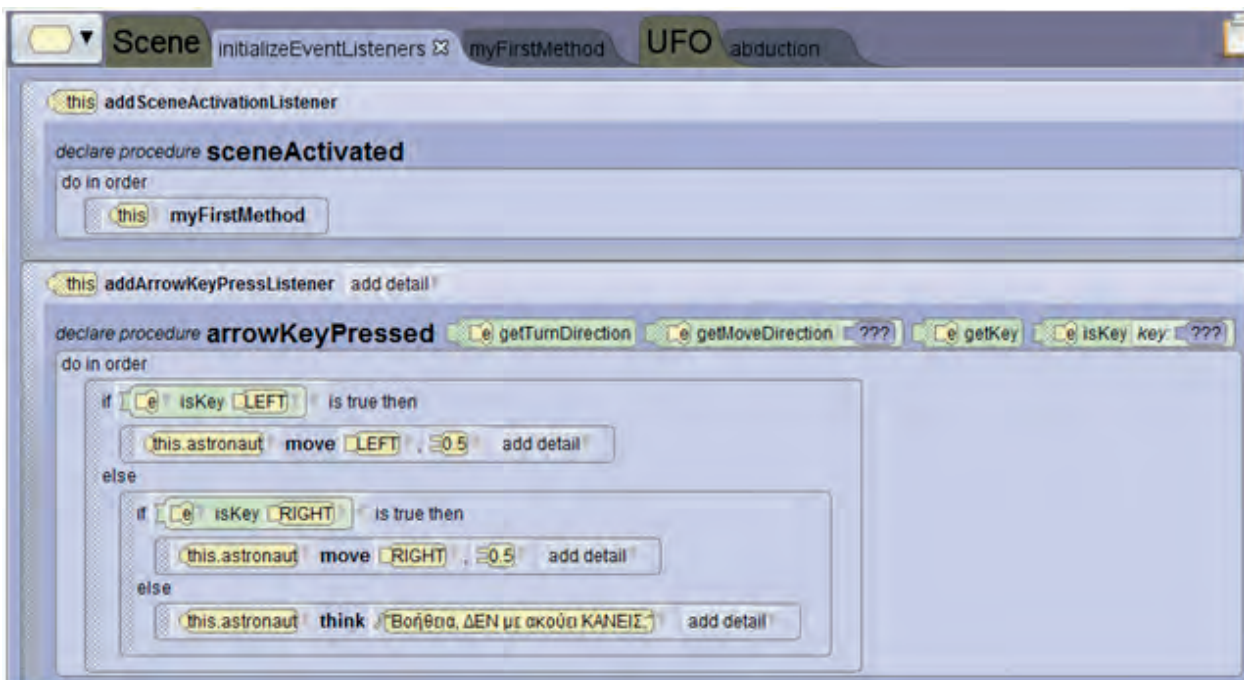 Scene initializeEventListeners myFirstMethod UFO abduction
this addSceneActivationListener
declare procedure sceneActivated
do in order
this myFirstMethod
this addArrowKeyPressListener add detail
declare procedure arrowKeyPressed e getTurnDirection e getMoveDirection ??? e getKey e isKey key: ???
do in order
if e isKey LEFT is true then
this.astronaut move LEFT , 0.5 add detail
else
if e isKey RIGHT is true then
this.astronaut move RIGHT , 0.5 add detail
else
this.astronaut think "Βοήθεια, ΔΕΝ με ακούει ΚΑΝΕΙΣ;" add detail